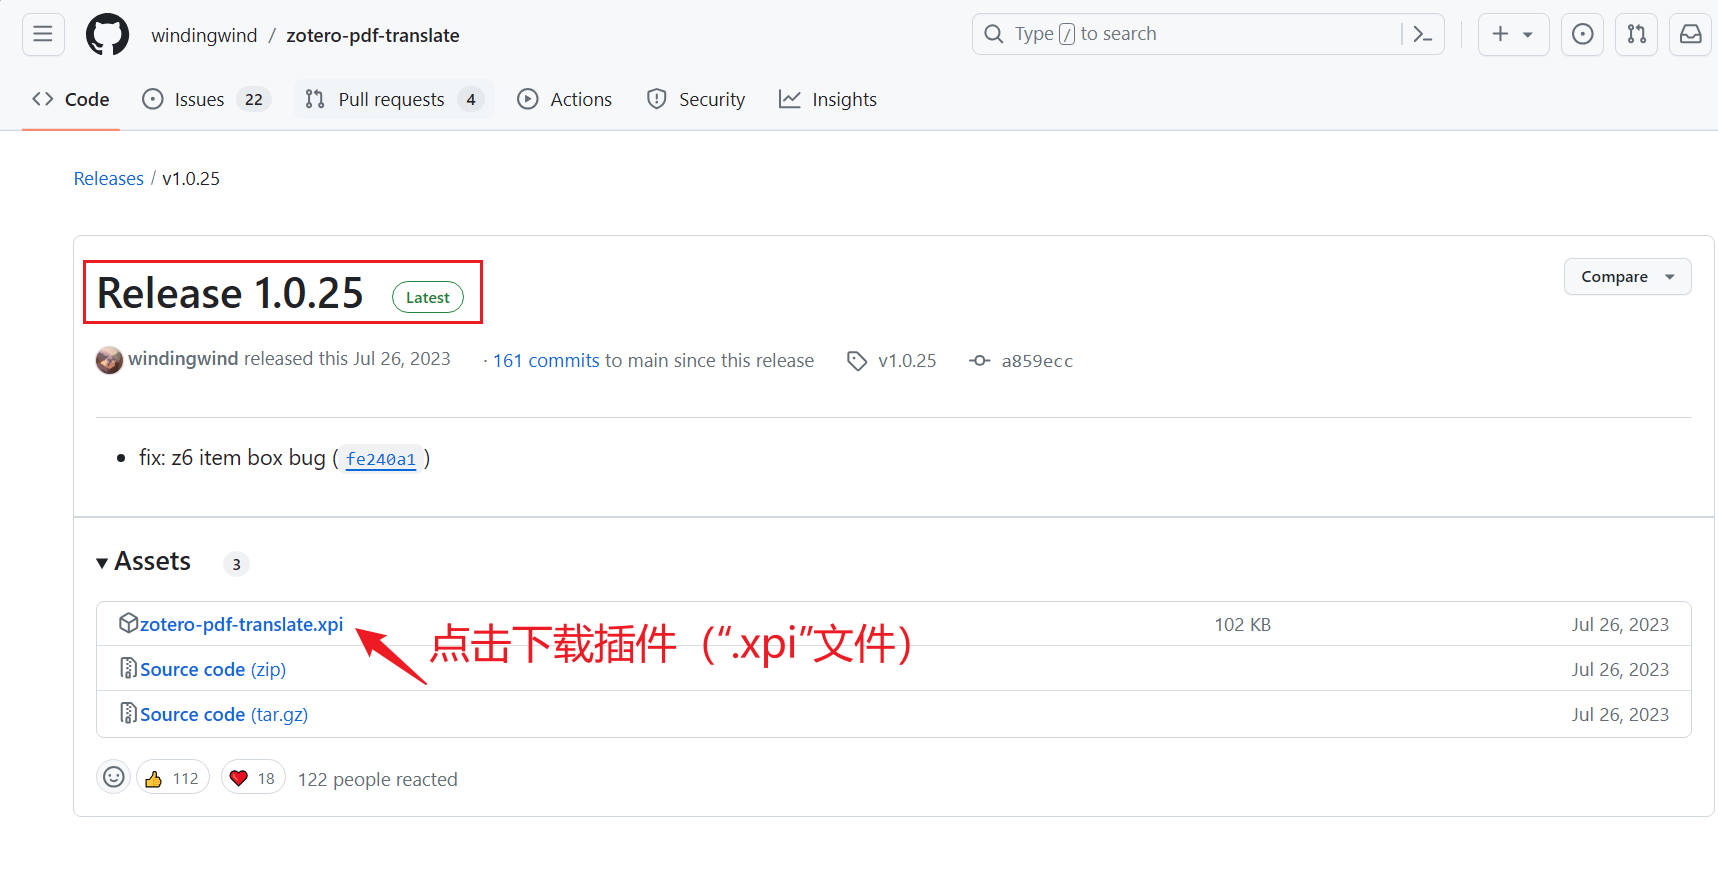 windingwind / zotero-pdf-translate
Type / to search
Code Issues 22 Pull requests 4 Actions Security Insights
Releases / v1.0.25
Release 1.0.25 Latest
Compare
windingwind released this Jul 26, 2023 · 161 commits to main since this release v1.0.25 a859ecc
• fix: z6 item box bug ( fe240a1 )
Assets 3
zotero-pdf-translate.xpi 102 KB Jul 26, 2023
点击下载插件（“.xpi”文件）
Source code (zip) Jul 26, 2023
Source code (tar.gz) Jul 26, 2023
👍 112 ❤️ 18 122 people reacted